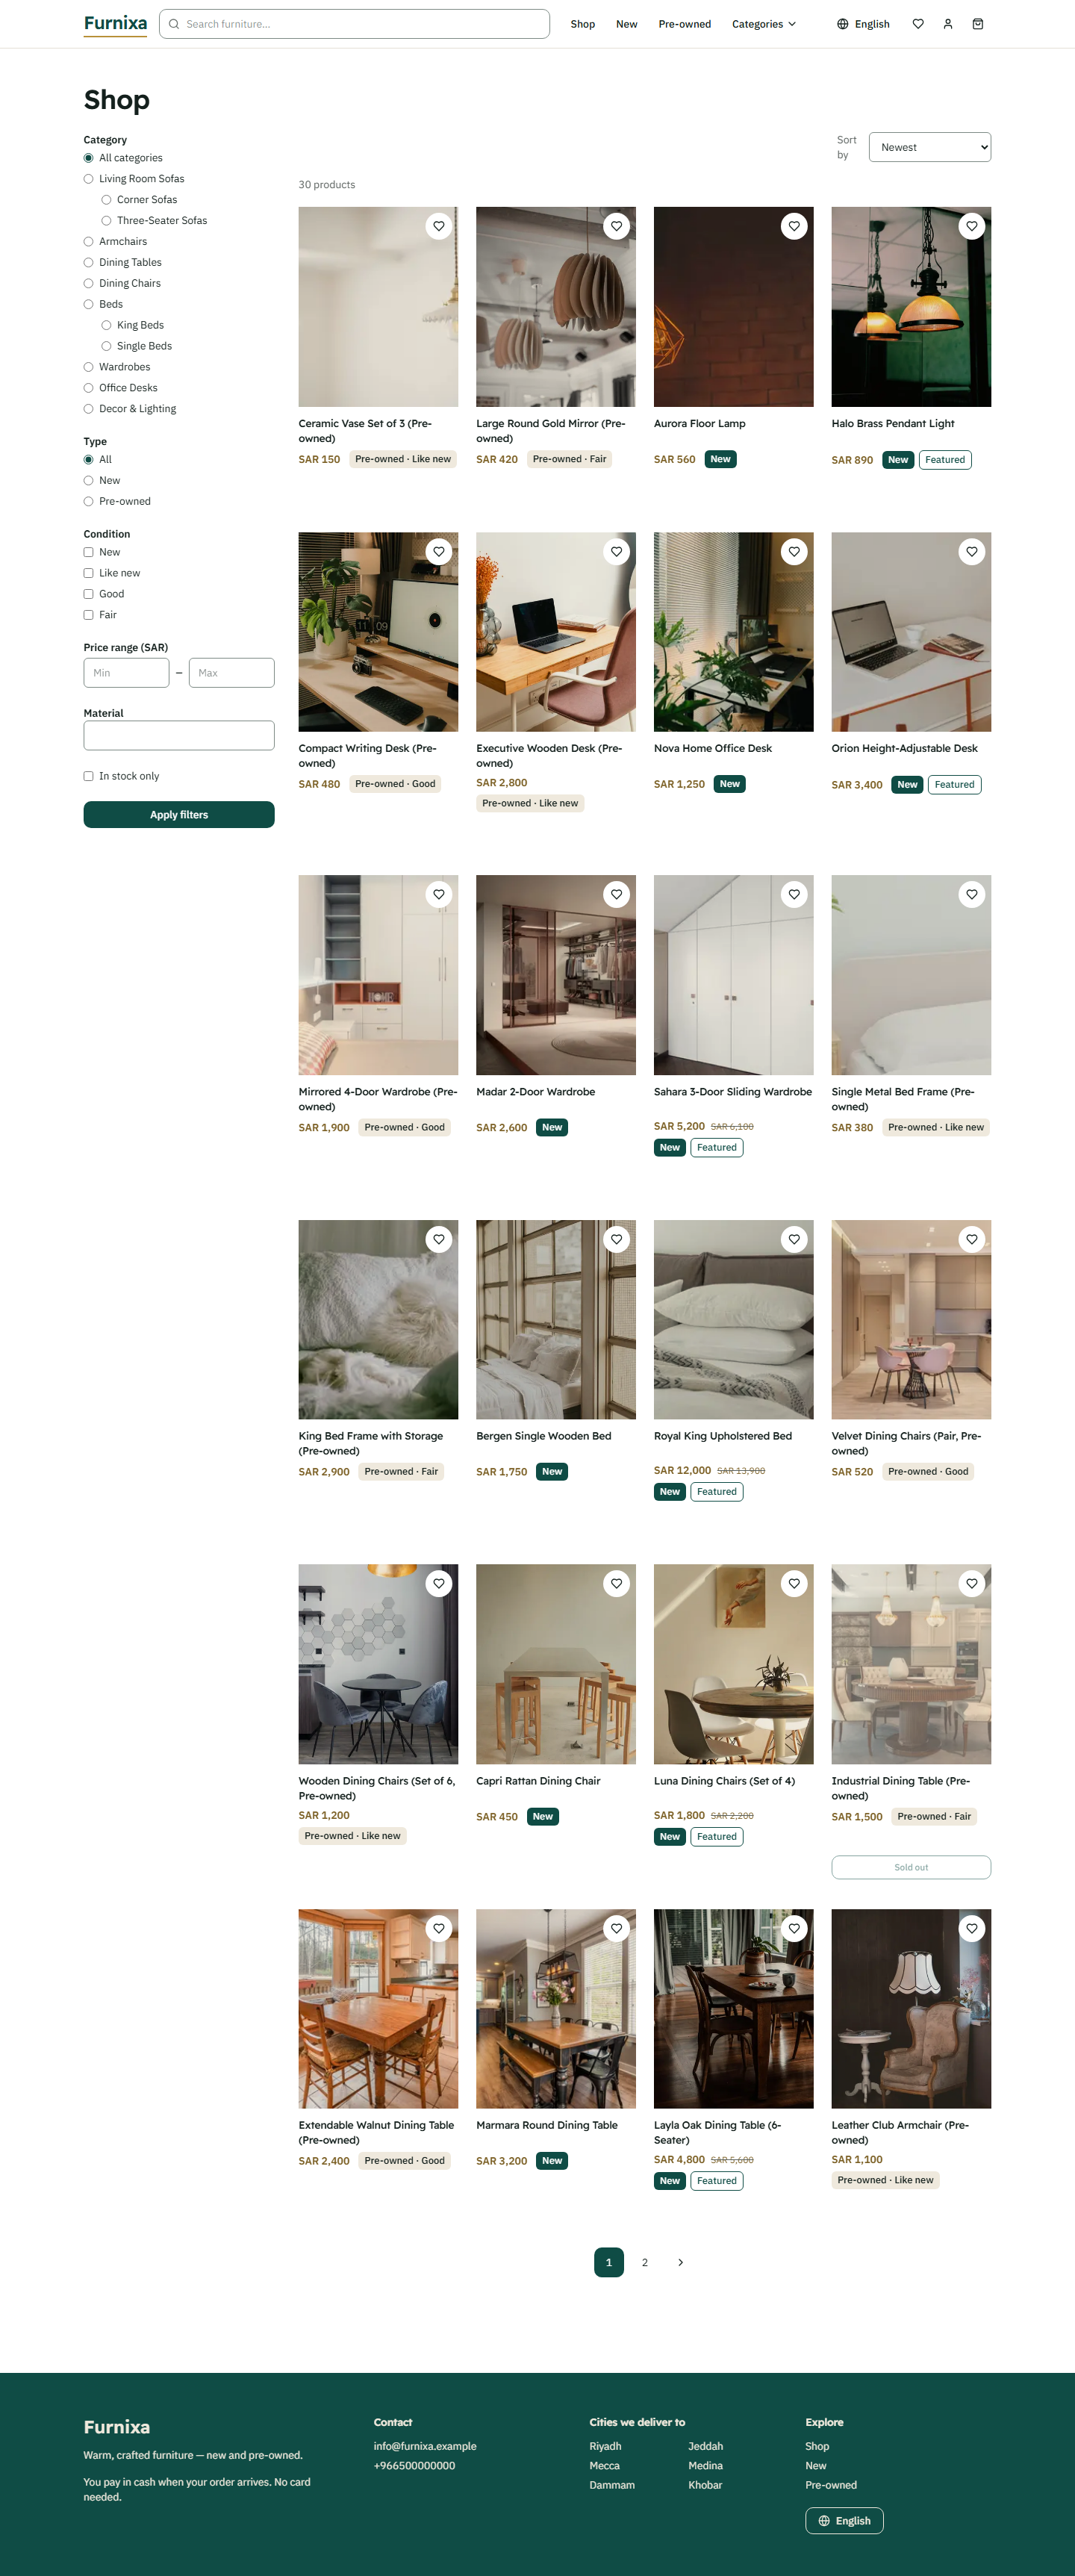 Furnixa
Search furniture...
Shop
New
Pre-owned
Categories
English
Shop
Category
All categories
Living Room Sofas
Corner Sofas
Three-Seater Sofas
Armchairs
Dining Tables
Dining Chairs
Beds
King Beds
Single Beds
Wardrobes
Office Desks
Decor & Lighting
Type
All
New
Pre-owned
Condition
New
Like new
Good
Fair
Price range (SAR)
Min – Max
Material
In stock only
Apply filters
Sort
by
Newest
30 products
Ceramic Vase Set of 3 (Pre-
owned)
SAR 150 Pre-owned · Like new
Large Round Gold Mirror (Pre-
owned)
SAR 420 Pre-owned · Fair
Aurora Floor Lamp
SAR 560 New
Halo Brass Pendant Light
SAR 890 New Featured
11 09
Compact Writing Desk (Pre-
owned)
SAR 480 Pre-owned · Good
Executive Wooden Desk (Pre-
owned)
SAR 2,800
Pre-owned · Like new
Nova Home Office Desk
SAR 1,250 New
Orion Height-Adjustable Desk
SAR 3,400 New Featured
HOME
Mirrored 4-Door Wardrobe (Pre-
owned)
SAR 1,900 Pre-owned · Good
Madar 2-Door Wardrobe
SAR 2,600 New
Sahara 3-Door Sliding Wardrobe
SAR 5,200 SAR 6,100
New Featured
Single Metal Bed Frame (Pre-
owned)
SAR 380 Pre-owned · Like new
King Bed Frame with Storage
(Pre-owned)
SAR 2,900 Pre-owned · Fair
Bergen Single Wooden Bed
SAR 1,750 New
Royal King Upholstered Bed
SAR 12,000 SAR 13,900
New Featured
Velvet Dining Chairs (Pair, Pre-
owned)
SAR 520 Pre-owned · Good
Wooden Dining Chairs (Set of 6,
Pre-owned)
SAR 1,200
Pre-owned · Like new
Capri Rattan Dining Chair
SAR 450 New
Luna Dining Chairs (Set of 4)
SAR 1,800 SAR 2,200
New Featured
Industrial Dining Table (Pre-
owned)
SAR 1,500 Pre-owned · Fair
Sold out
Extendable Walnut Dining Table
(Pre-owned)
SAR 2,400 Pre-owned · Good
Marmara Round Dining Table
SAR 3,200 New
Layla Oak Dining Table (6-
Seater)
SAR 4,800 SAR 5,600
New Featured
Leather Club Armchair (Pre-
owned)
SAR 1,100
Pre-owned · Like new
1 2
Furnixa
Warm, crafted furniture — new and pre-owned.
You pay in cash when your order arrives. No card
needed.
Contact
info@furnixa.example
+966500000000
Cities we deliver to
Riyadh Jeddah
Mecca Medina
Dammam Khobar
Explore
Shop
New
Pre-owned
English